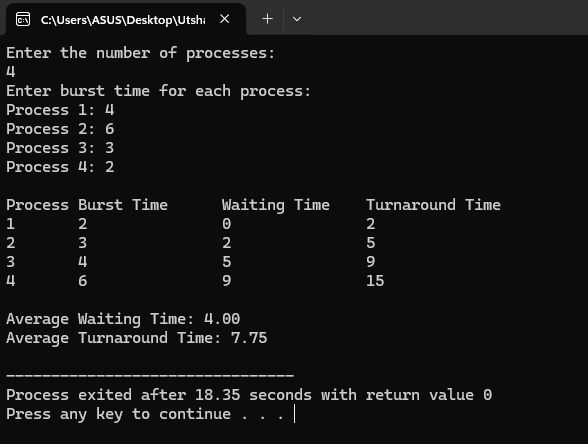 C:\Users\ASUS\Desktop\Utsha
Enter the number of processes:
4
Enter burst time for each process:
Process 1: 4
Process 2: 6
Process 3: 3
Process 4: 2
Process Burst Time Waiting Time Turnaround Time
1 2 0 2
2 3 2 5
3 4 5 9
4 6 9 15
Average Waiting Time: 4.00
Average Turnaround Time: 7.75
--------------------------------
Process exited after 18.35 seconds with return value 0
Press any key to continue . . .